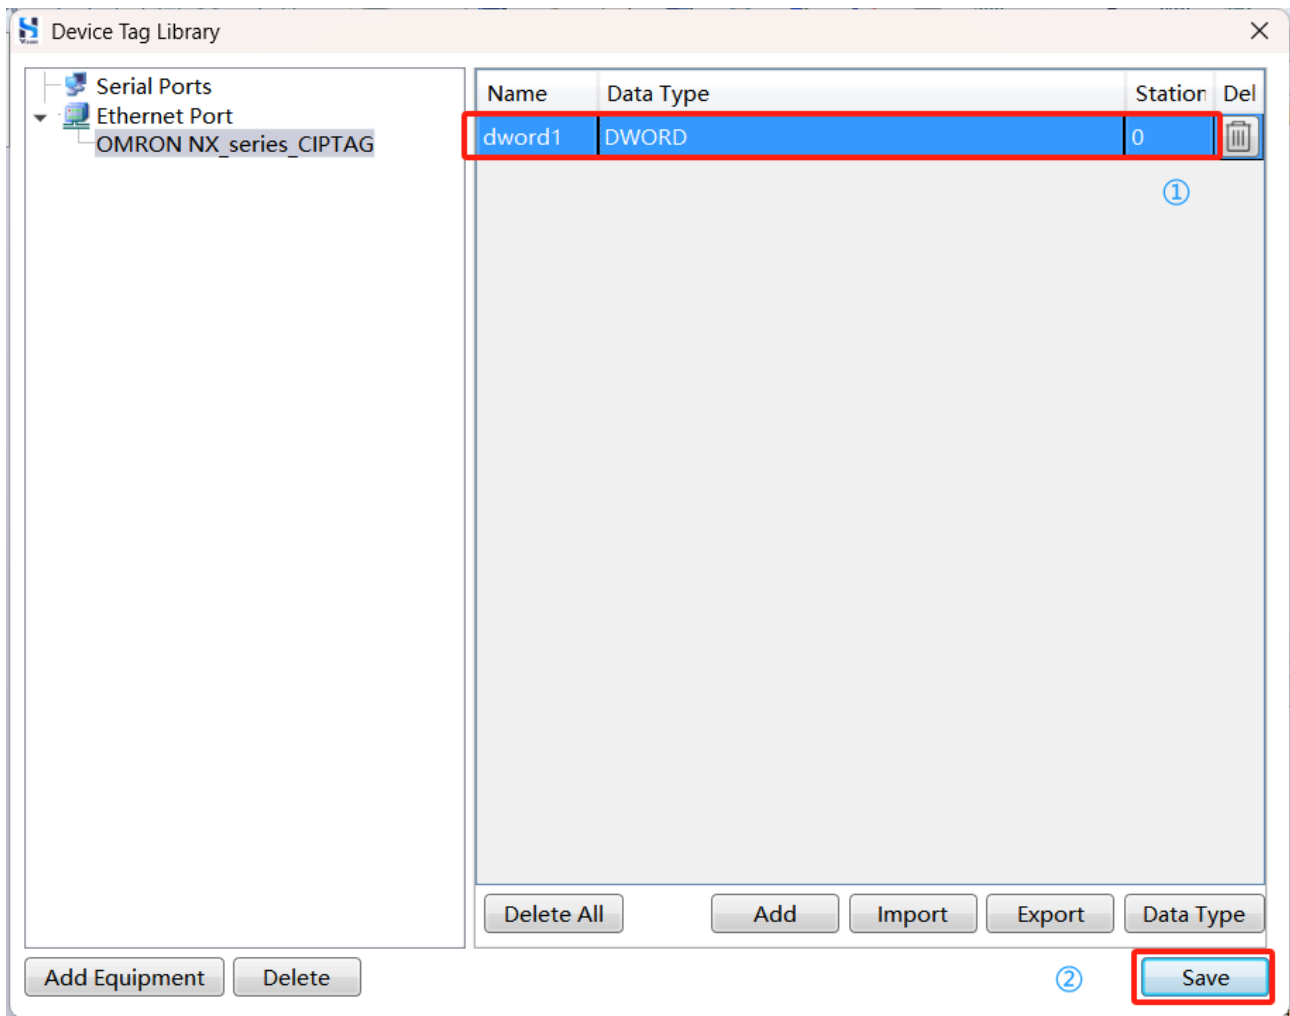 Device Tag Library
Serial Ports
Ethernet Port
OMRON NX_series_CIPTAG
Name Data Type Station Del
dword1 DWORD 0
①
Delete All Add Import Export Data Type
Add Equipment Delete ② Save